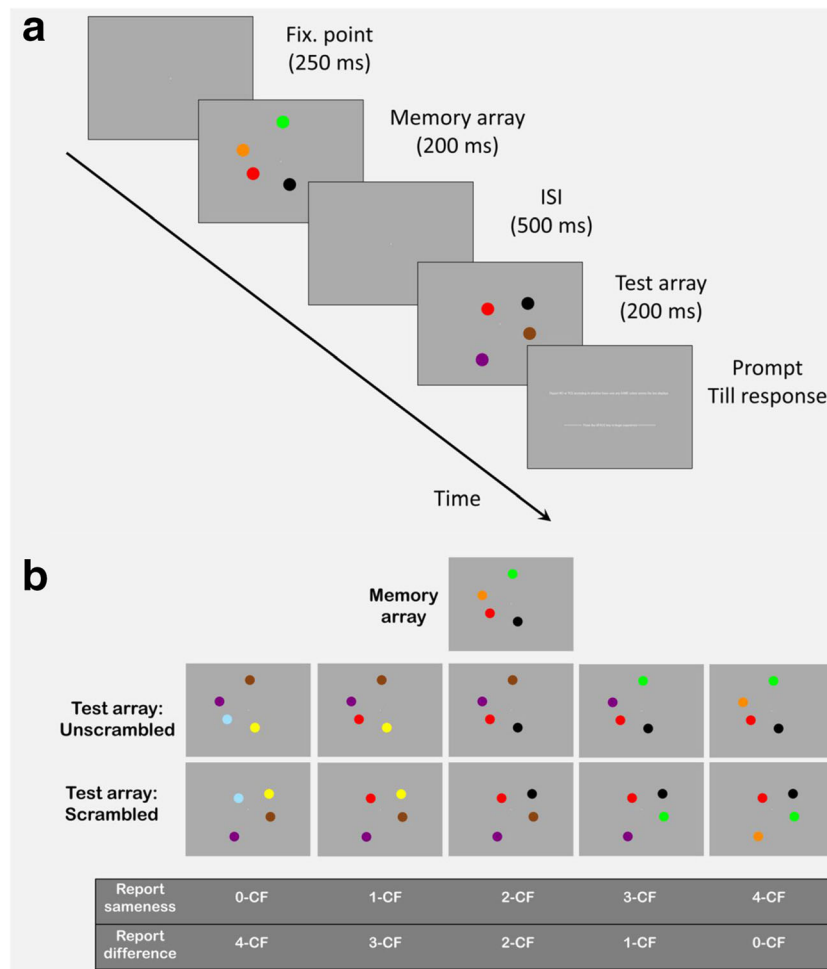 a
Fix. point
(250 ms)
Memory array
(200 ms)
ISI
(500 ms)
Test array
(200 ms)
Prompt
Till response
Time
b
Memory
array
Test array:
Unscrambled
Test array:
Scrambled
Report
sameness
0-CF
1-CF
2-CF
3-CF
4-CF
Report
difference
4-CF
3-CF
2-CF
1-CF
0-CF